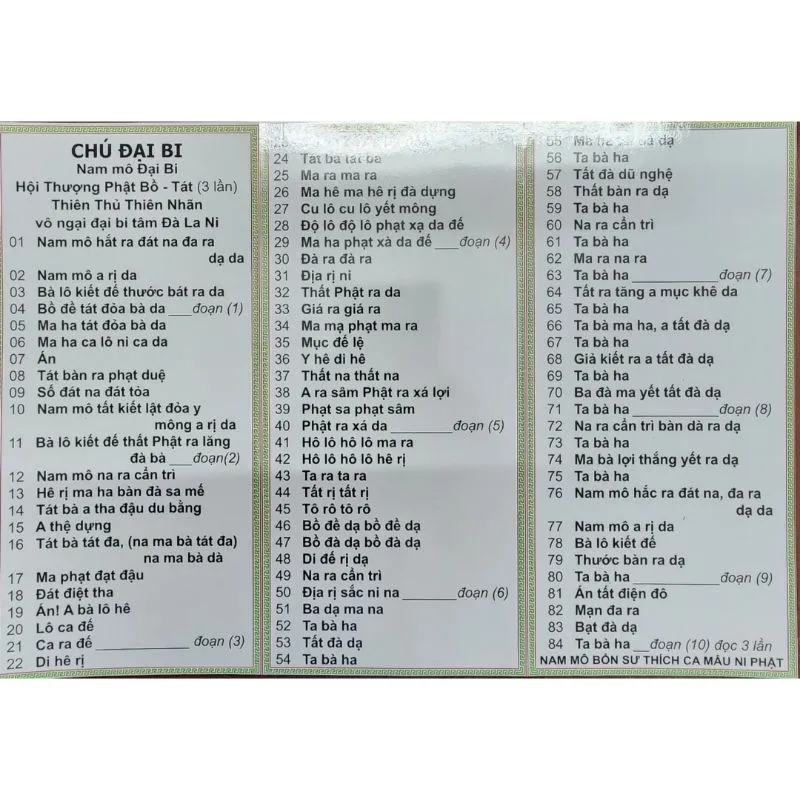 CHÚ ĐẠI BI
Nam mô Đại Bi
Hội Thượng Phật Bồ - Tát (3 lần)
Thiên Thủ Thiên Nhãn
vô ngại đại bi tâm Đà La Ni
01 Nam mô hắt ra đát na đa ra
dạ da
02 Nam mô a rị da
03 Bà lô kiết đế thước bát ra da
04 Bồ đề tát đỏa bà da ___đoạn (1)
05 Ma ha tát đỏa bà da
06 Ma ha ca lô ni ca da
07 Án
08 Tát bàn ra phạt duệ
09 Số đát na đát tỏa
10 Nam mô tất kiết lật đỏa y
mông a rị da
11 Bà lô kiết đế thất Phật ra lăng
đà bà ___đoạn(2)
12 Nam mô na ra cẩn trì
13 Hê rị ma ha bàn đà sa mế
14 Tát bà a tha đậu du bằng
15 A thệ dựng
16 Tát bà tát đa, (na ma bà tát đa)
na ma bà dà
17 Ma phạt đạt đậu
18 Đát điệt tha
19 Án! A bà lô hê
20 Lô ca đế
21 Ca ra đế ____________ đoạn (3)
22 Di hê rị
24 Tát bà tát bà
25 Ma ra ma ra
26 Ma hê ma hê rị đà dựng
27 Cu lô cu lô yết mông
28 Độ lô độ lô phạt xạ da đế
29 Ma ha phạt xà da đế ___đoạn (4)
30 Đà ra đà ra
31 Địa rị ni
32 Thất Phật ra da
33 Giá ra giá ra
34 Ma mạ phạt ma ra
35 Mục đế lệ
36 Y hê di hê
37 Thất na thất na
38 A ra sâm Phật ra xá lợi
39 Phạt sa phạt sâm
40 Phật ra xá da ________đoạn (5)
41 Hô lô hô lô ma ra
42 Hô lô hô lô hê rị
43 Ta ra ta ra
44 Tất rị tất rị
45 Tô rô tô rô
46 Bồ đề dạ bồ đề dạ
47 Bồ đà dạ bồ đà dạ
48 Di đế rị dạ
49 Na ra cẩn trì
50 Địa rị sắc ni na _______đoạn (6)
51 Ba dạ ma na
52 Ta bà ha
53 Tất đà dạ
54 Ta bà ha
55 Ma ha tất đà dạ
56 Ta bà ha
57 Tất đà dũ nghệ
58 Thất bàn ra dạ
59 Ta bà ha
60 Na ra cẩn trì
61 Ta bà ha
62 Ma ra na ra
63 Ta bà ha ___________đoạn (7)
64 Tất ra tăng a mục khê da
65 Ta bà ha
66 Ta bà ma ha, a tất đà dạ
67 Ta bà ha
68 Giả kiết ra a tất đà dạ
69 Ta bà ha
70 Ba đà ma yết tất đà dạ
71 Ta bà ha ___________đoạn (8)
72 Na ra cẩn trì bàn dà ra dạ
73 Ta bà ha
74 Ma bà lợi thắng yết ra dạ
75 Ta bà ha
76 Nam mô hắc ra đát na, đa ra
dạ da
77 Nam mô a rị da
78 Bà lô kiết đế
79 Thước bàn ra dạ
80 Ta bà ha ___________đoạn (9)
81 Án tất điện đô
82 Mạn đa ra
83 Bạt đà dạ
84 Ta bà ha __đoạn (10) đọc 3 lần
NAM MÔ BỔN SƯ THÍCH CA MÂU NI PHẬT